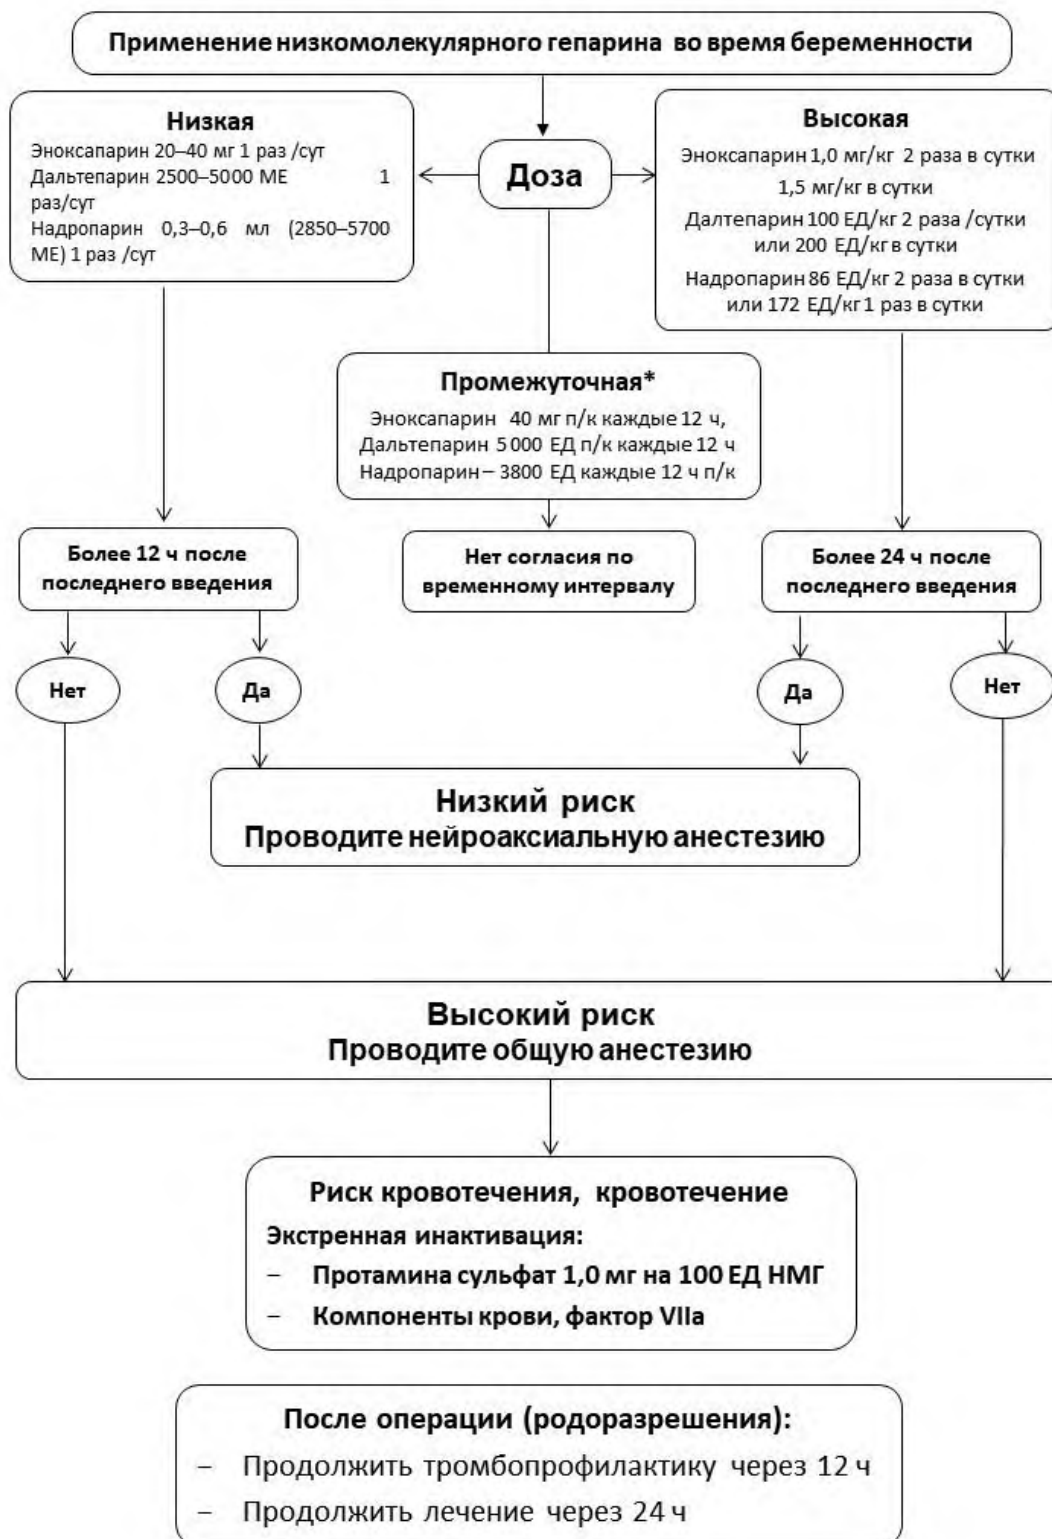 Применение низкомолекулярного гепарина во время беременности
Низкая
Эноксапарин 20–40 мг 1 раз /сут
Дальтепарин 2500–5000 МЕ 1
раз/сут
Надропарин 0,3–0,6 мл (2850–5700
МЕ) 1 раз /сут
Доза
Высокая
Эноксапарин 1,0 мг/кг 2 раза в сутки
1,5 мг/кг в сутки
Далтепарин 100 ЕД/кг 2 раза /сутки
или 200 ЕД/кг в сутки
Надропарин 86 ЕД/кг 2 раза в сутки
или 172 ЕД/кг 1 раз в сутки
Промежуточная*
Эноксапарин 40 мг п/к каждые 12 ч,
Дальтепарин 5 000 ЕД п/к каждые 12 ч
Надропарин – 3800 ЕД каждые 12 ч п/к
Более 12 ч после
последнего введения
Нет согласия по
временному интервалу
Более 24 ч после
последнего введения
Нет
Да
Да
Нет
Низкий риск
Проводите нейроаксиальную анестезию
Высокий риск
Проводите общую анестезию
Риск кровотечения, кровотечение
Экстренная инактивация:
– Протамина сульфат 1,0 мг на 100 ЕД НМГ
– Компоненты крови, фактор VIIa
После операции (родоразрешения):
– Продолжить тромбопрофилактику через 12 ч
– Продолжить лечение через 24 ч